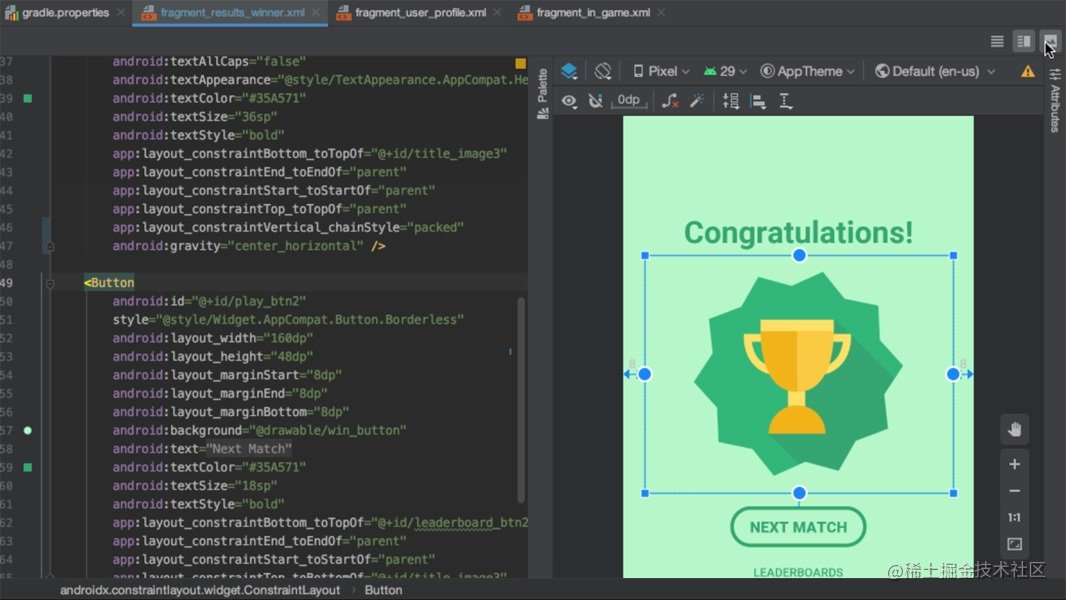 gradle.properties
fragment_results_winner.xml
fragment_user_profile.xml
fragment_in_game.xml
37 android:textAllCaps="false"
38 android:textAppearance="@style/TextAppearance.AppCompat.He
39 android:textColor="#35A571"
40 android:textSize="36sp"
41 android:textStyle="bold"
42 app:layout_constraintBottom_toTopOf="@+id/title_image3"
43 app:layout_constraintEnd_toEndOf="parent"
44 app:layout_constraintStart_toStartOf="parent"
45 app:layout_constraintTop_toTopOf="parent"
46 app:layout_constraintVertical_chainStyle="packed"
47 android:gravity="center_horizontal" />
48
49 <Button
50 android:id="@+id/play_btn2"
51 style="@style/Widget.AppCompat.Button.Borderless"
52 android:layout_width="160dp"
53 android:layout_height="48dp"
54 android:layout_marginStart="8dp"
55 android:layout_marginEnd="8dp"
56 android:layout_marginBottom="8dp"
57 android:background="@drawable/win_button"
58 android:text="Next Match"
59 android:textColor="#35A571"
60 android:textSize="18sp"
61 android:textStyle="bold"
62 app:layout_constraintBottom_toTopOf="@+id/leaderboard_btn2
63 app:layout_constraintEnd_toEndOf="parent"
64 app:layout_constraintStart_toStartOf="parent"
65 app:layout_constraintTop_toBottomOf="@+id/title_image3"
Palette
Pixel
29
AppTheme
Default (en-us)
0dp
Attributes
Congratulations!
8
8
NEXT MATCH
LEADERBOARDS
1:1
androidx.constraintlayout.widget.ConstraintLayout
Button
@稀土掘金技术社区